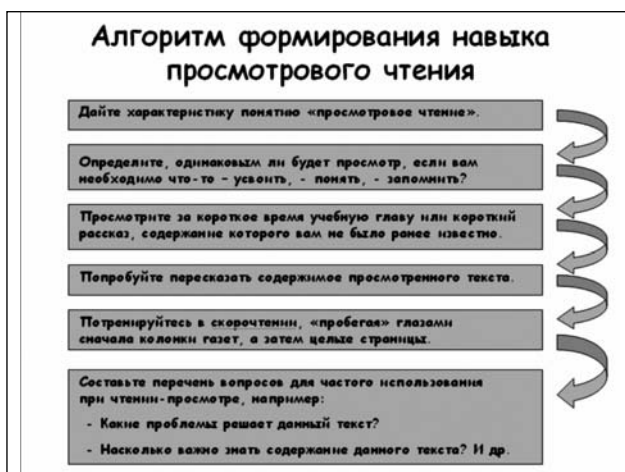 Алгоритм формирования навыка
просмотрового чтения
Дайте характеристику понятию «просмотровое чтение».
Определите, одинаковым ли будет просмотр, если вам
необходимо что-то – усвоить, - понять, - запомнить?
Просмотрите за короткое время учебную главу или короткий
рассказ, содержание которого вам не было ранее известно.
Попробуйте пересказать содержимое просмотренного текста.
Потренируйтесь в скорочтении, «пробегая» глазами
сначала колонки газет, а затем целые страницы.
Составьте перечень вопросов для частого использования
при чтении-просмотре, например:
- Какие проблемы решает данный текст?
- Насколько важно знать содержание данного текста? И др.